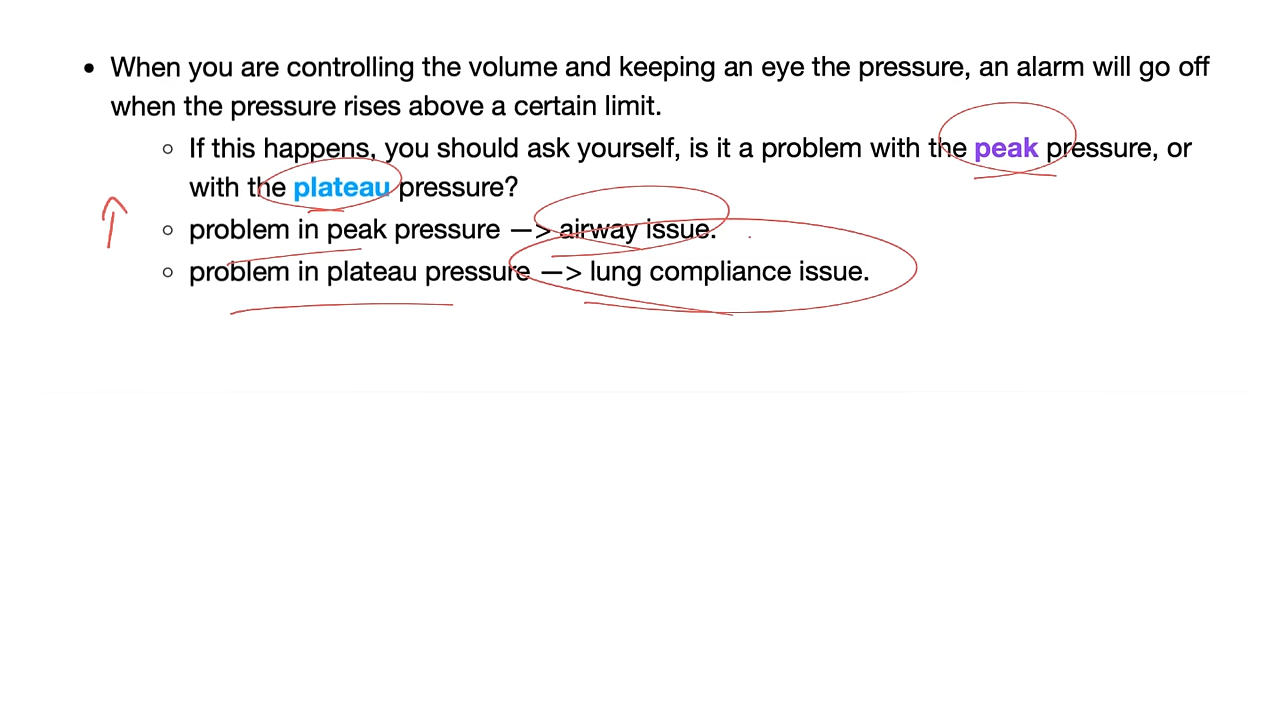 • When you are controlling the volume and keeping an eye the pressure, an alarm will go off
when the pressure rises above a certain limit.
◦ If this happens, you should ask yourself, is it a problem with the peak pressure, or
with the plateau pressure?
◦ problem in peak pressure —> airway issue.
◦ problem in plateau pressure —> lung compliance issue.